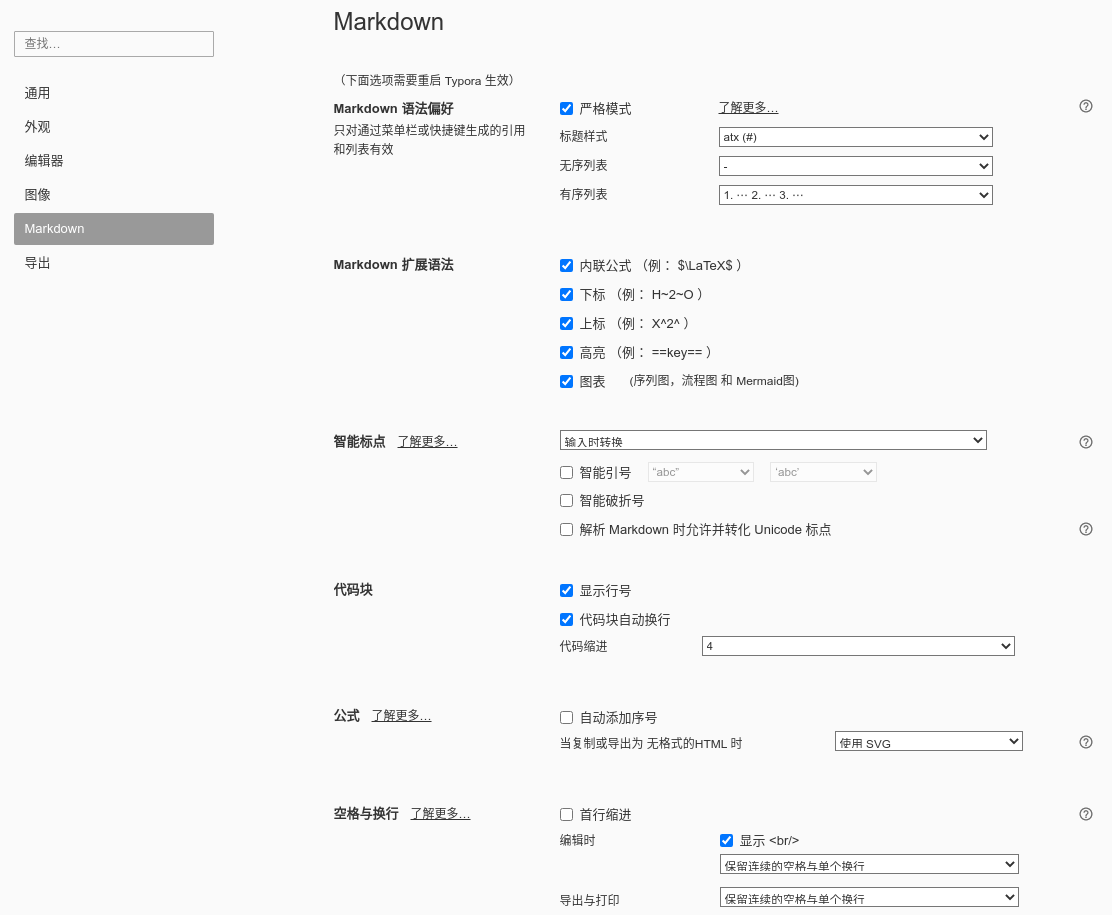 Markdown
查找…
通用
外观
编辑器
图像
Markdown
导出
（下面选项需要重启 Typora 生效）
Markdown 语法偏好
只对通过菜单栏或快捷键生成的引用
和列表有效
严格模式 了解更多…
标题样式 atx (#)
无序列表 -
有序列表 1. ··· 2. ··· 3. ···
Markdown 扩展语法
内联公式 （例： $\LaTeX$ ）
下标 （例： H~2~O ）
上标 （例： X^2^ ）
高亮 （例： ==key== ）
图表 (序列图，流程图 和 Mermaid图)
智能标点 了解更多… 输入时转换
智能引号 “abc” ‘abc’
智能破折号
解析 Markdown 时允许并转化 Unicode 标点
代码块 显示行号
代码块自动换行
代码缩进 4
公式 了解更多… 自动添加序号
当复制或导出为 无格式的HTML 时 使用 SVG
空格与换行 了解更多… 首行缩进
编辑时 显示 <br/>
保留连续的空格与单个换行
导出与打印 保留连续的空格与单个换行